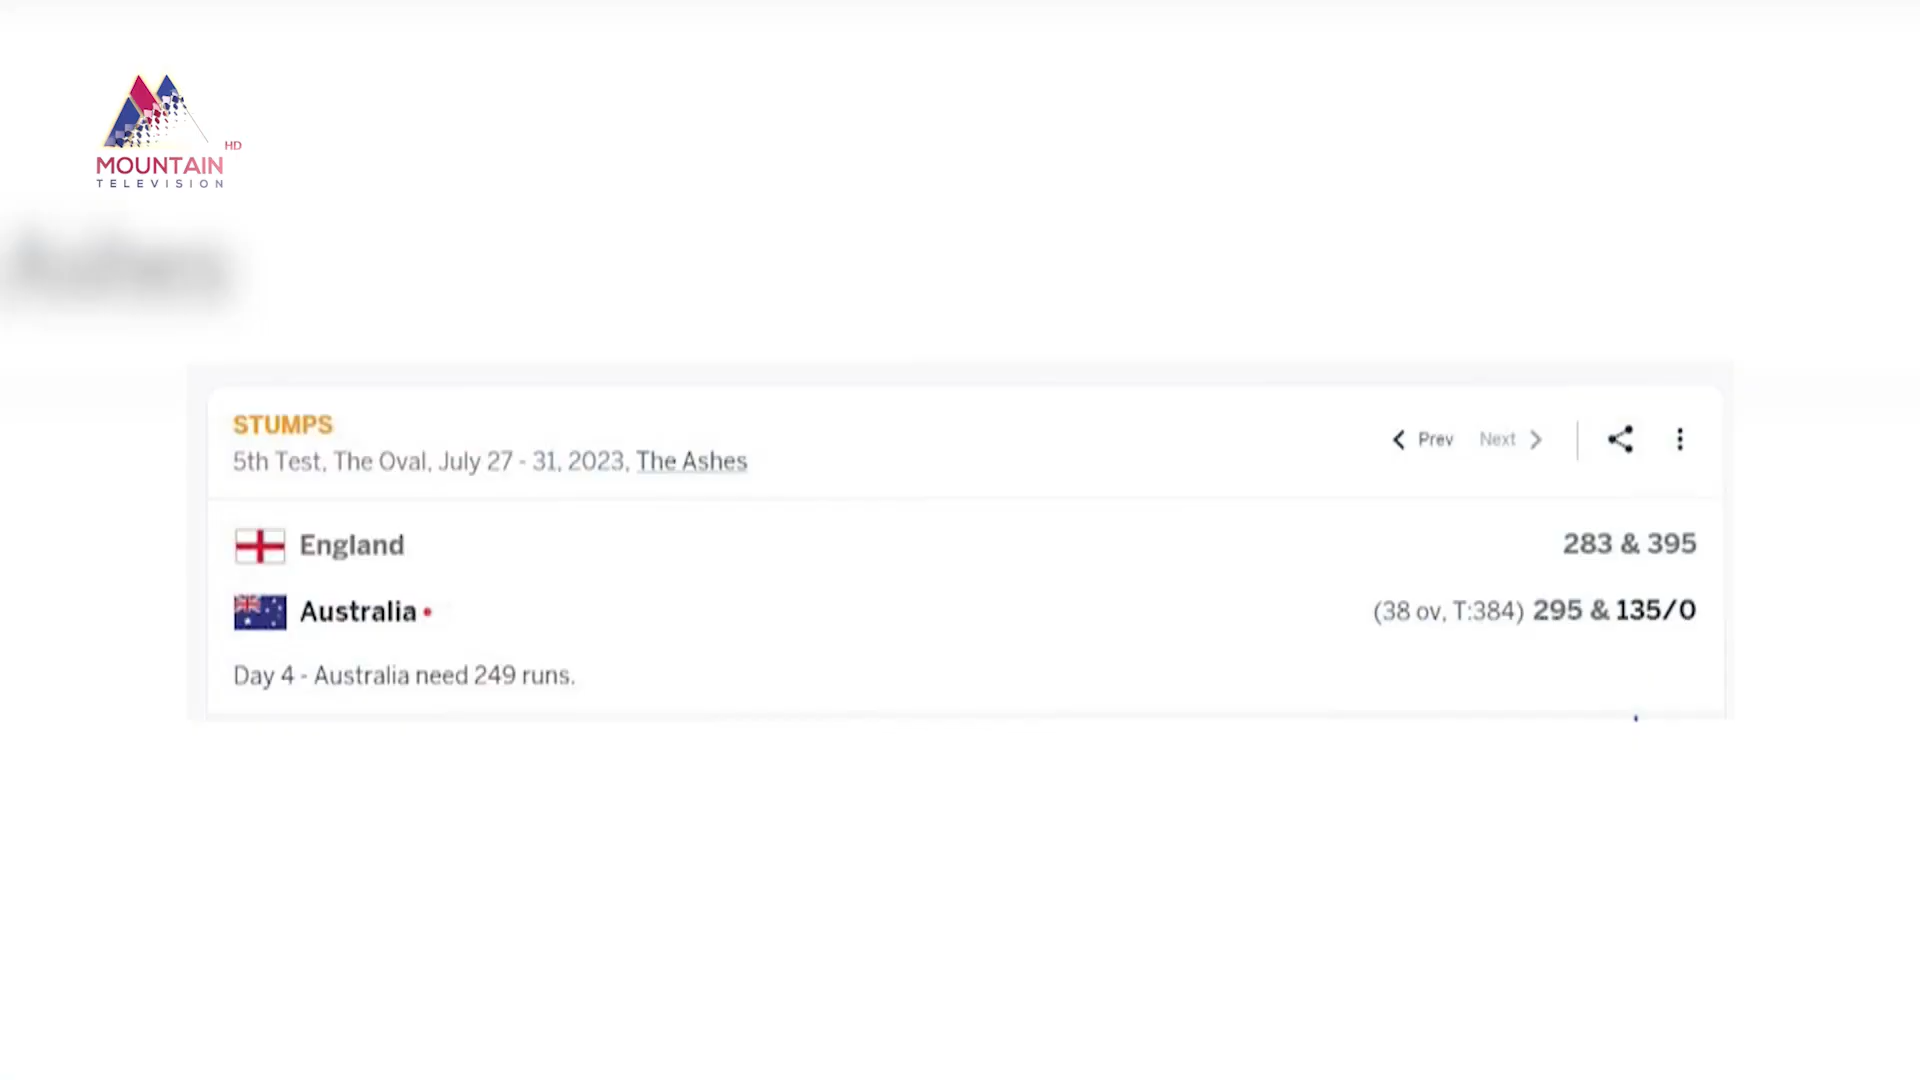 HD
MOUNTAIN
TELEVISION
Ashes
STUMPS
Prev Next
5th Test, The Oval, July 27 - 31, 2023, The Ashes
England 283 & 395
Australia (38 ov, T:384) 295 & 135/0
Day 4 - Australia need 249 runs.